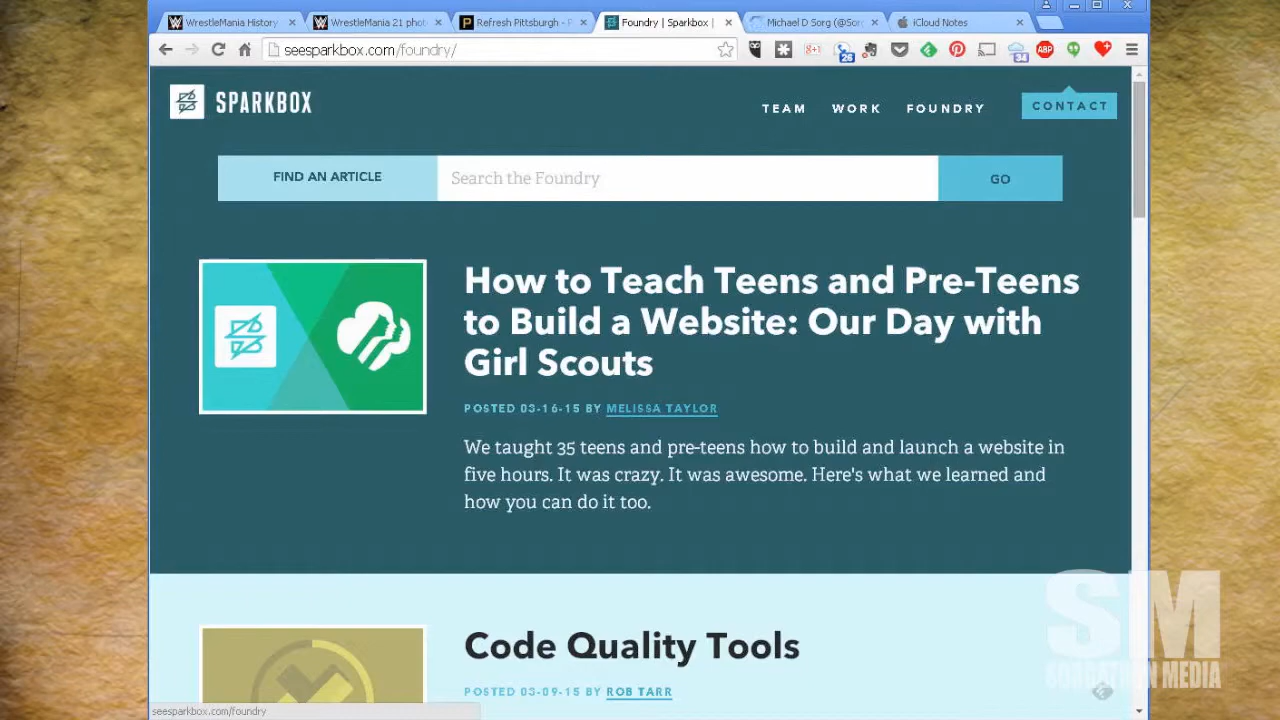 WrestleMania History
WrestleMania 21 phot
Refresh Pittsburgh - P
Foundry | Sparkbox |
Michael D Sorg (@Sor
iCloud Notes
seesparkbox.com/foundry/
g+1
26
34
ABP
SPARKBOX
TEAM WORK FOUNDRY CONTACT
FIND AN ARTICLE Search the Foundry GO
How to Teach Teens and Pre-Teens
to Build a Website: Our Day with
Girl Scouts
POSTED 03-16-15 BY MELISSA TAYLOR
We taught 35 teens and pre-teens how to build and launch a website in
five hours. It was crazy. It was awesome. Here's what we learned and
how you can do it too.
Code Quality Tools
POSTED 03-09-15 BY ROB TARR
seesparkbox.com/foundry
SM
SORGATRON MEDIA